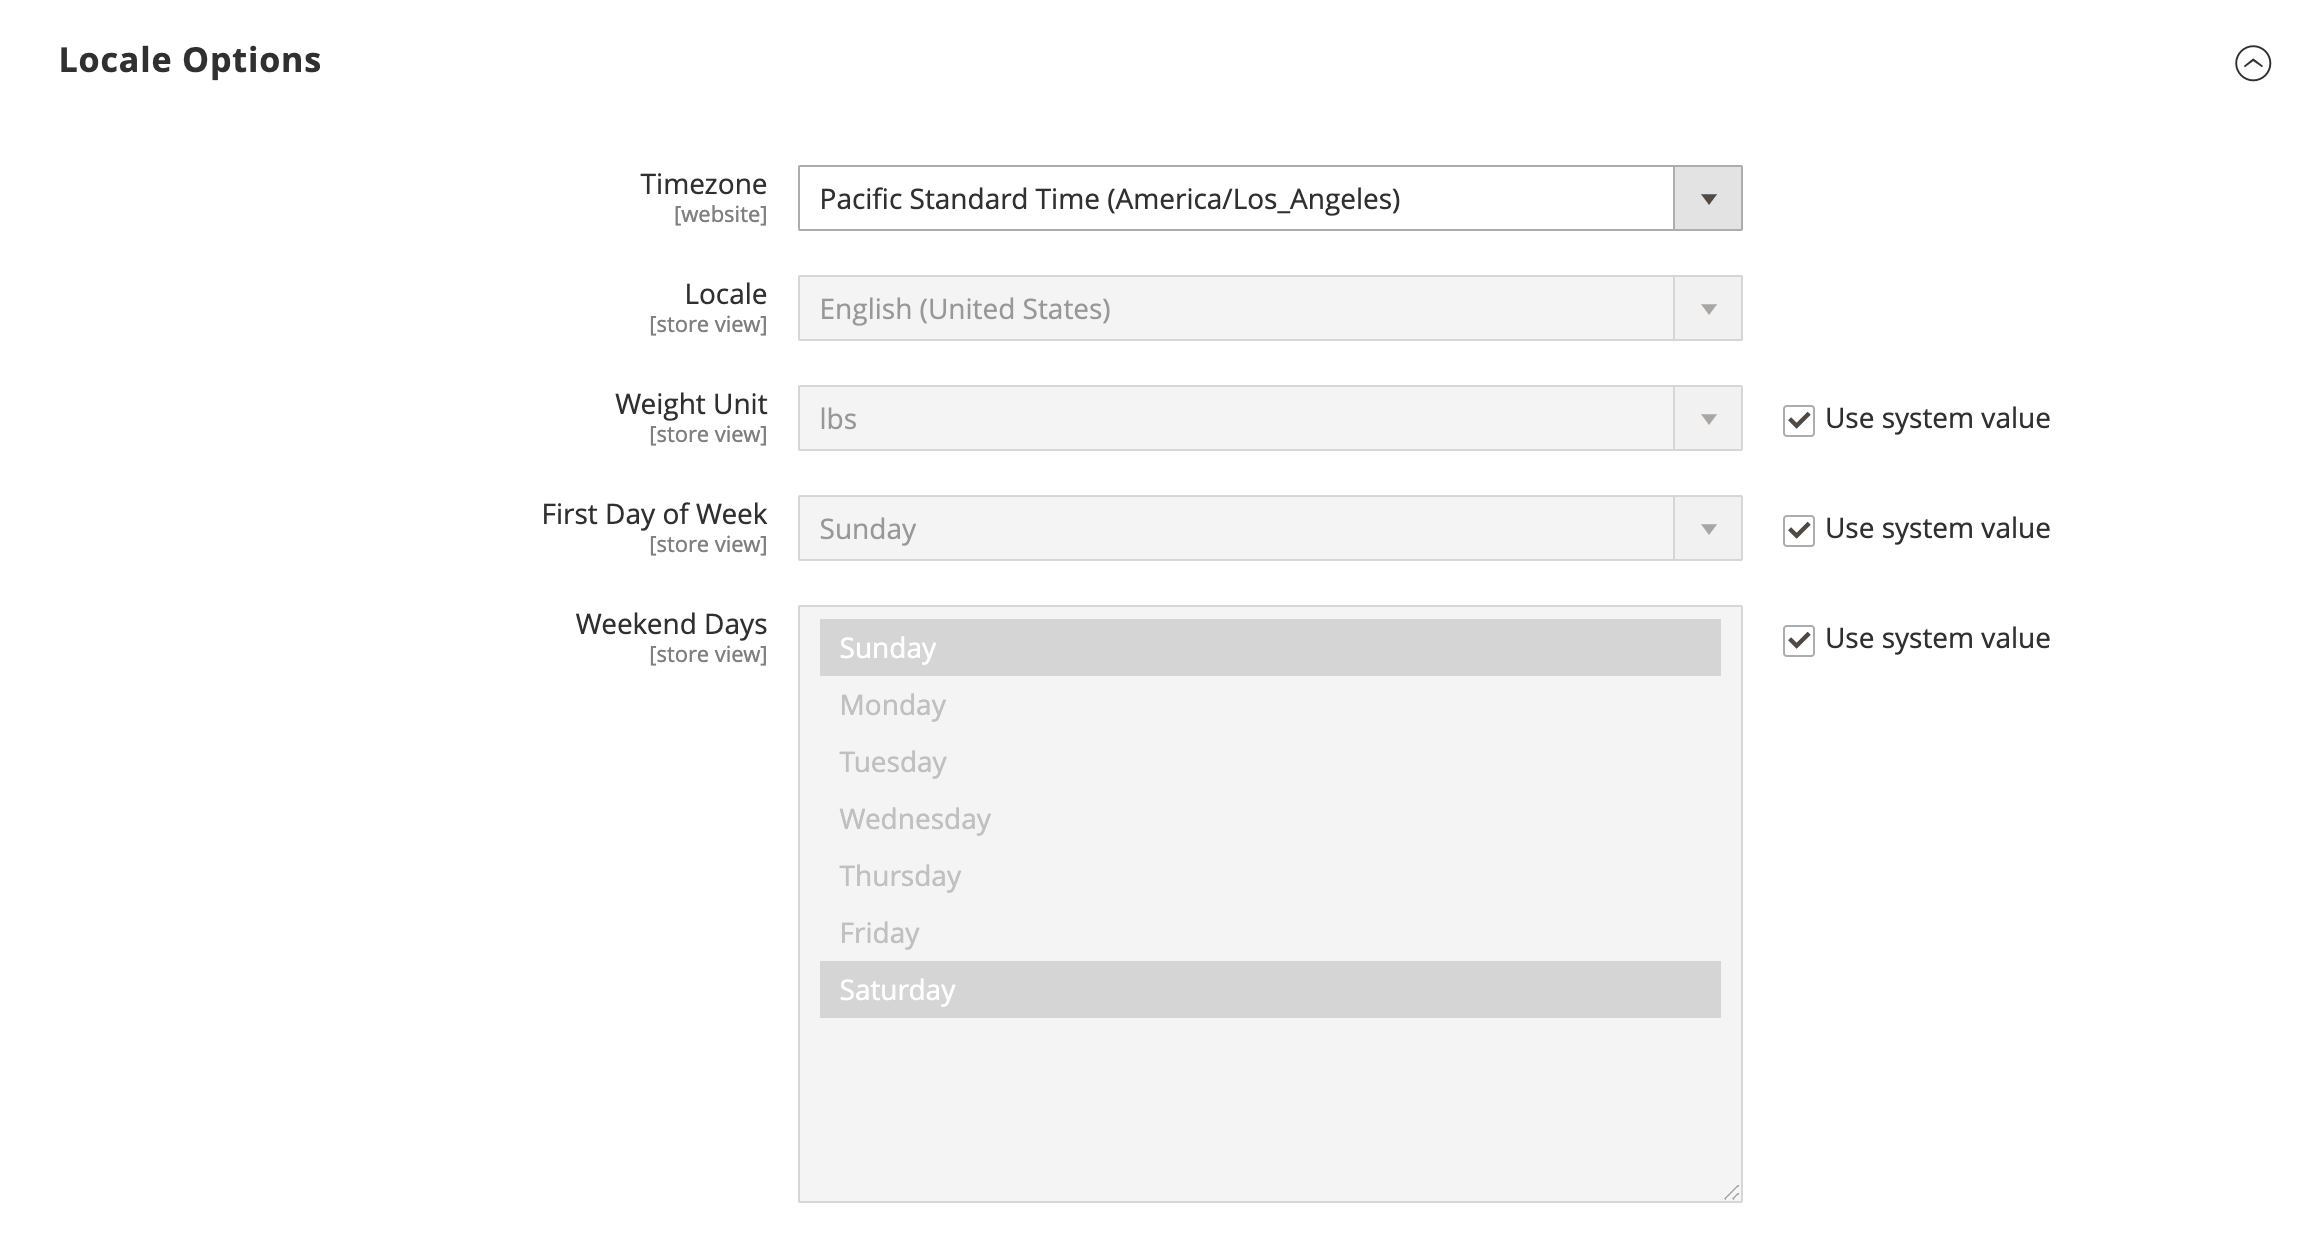 Locale Options
Timezone
[website]
Pacific Standard Time (America/Los_Angeles)
Locale
[store view]
English (United States)
Weight Unit
[store view]
lbs
Use system value
First Day of Week
[store view]
Sunday
Use system value
Weekend Days
[store view]
Sunday
Use system value
Monday
Tuesday
Wednesday
Thursday
Friday
Saturday